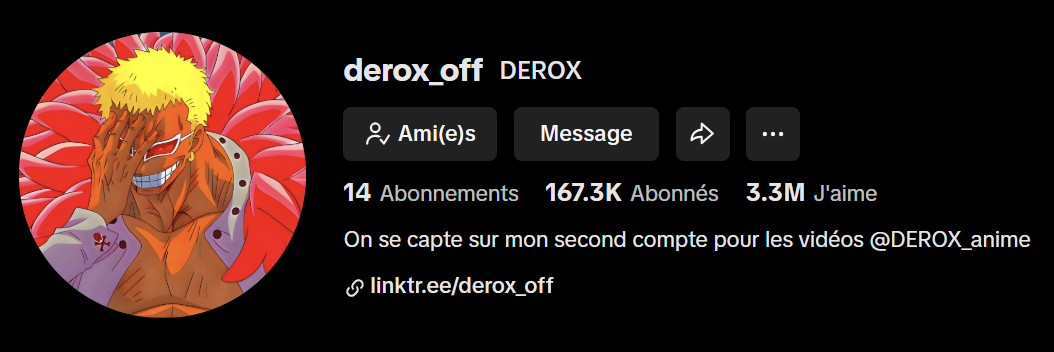 derox_off DEROX
Ami(e)s Message
14 Abonnements 167.3K Abonnés 3.3M J'aime
On se capte sur mon second compte pour les vidéos @DEROX_anime
linktr.ee/derox_off